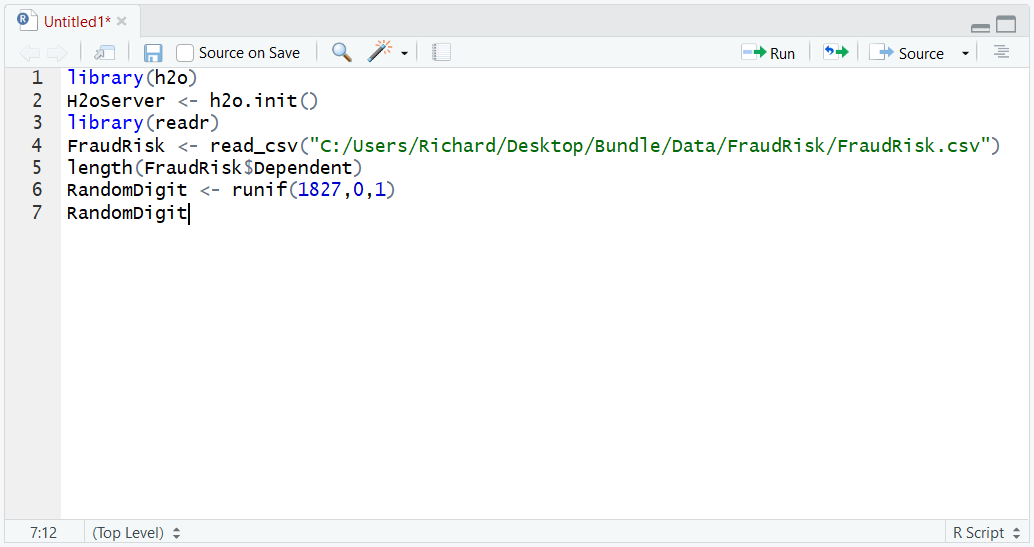 Untitled1*
Source on Save
Run
Source
1 library(h2o)
2 H2oServer <- h2o.init()
3 library(readr)
4 FraudRisk <- read_csv("C:/Users/Richard/Desktop/Bundle/Data/FraudRisk/FraudRisk.csv")
5 length(FraudRisk$Dependent)
6 RandomDigit <- runif(1827,0,1)
7 RandomDigit
7:12 (Top Level) R Script